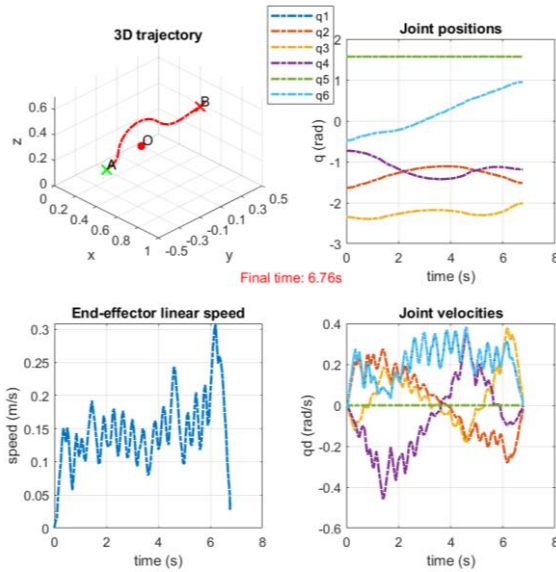 3D trajectory
0.6
0.4
0.2
0
z
A
O
B
0
0.2
0.4
0.6
0.8
1
x
-0.5
-0.3
-0.1
0.1
0.3
0.5
y
q1
q2
q3
q4
q5
q6
Joint positions
2
1
0
-1
-2
-3
q (rad)
0 2 4 6 8
time (s)
Final time: 6.76s
End-effector linear speed
0.3
0.25
0.2
0.15
0.1
0.05
0
speed (m/s)
0 2 4 6 8
time (s)
Joint velocities
0.4
0.2
0
-0.2
-0.4
-0.6
qd (rad/s)
0 2 4 6 8
time (s)